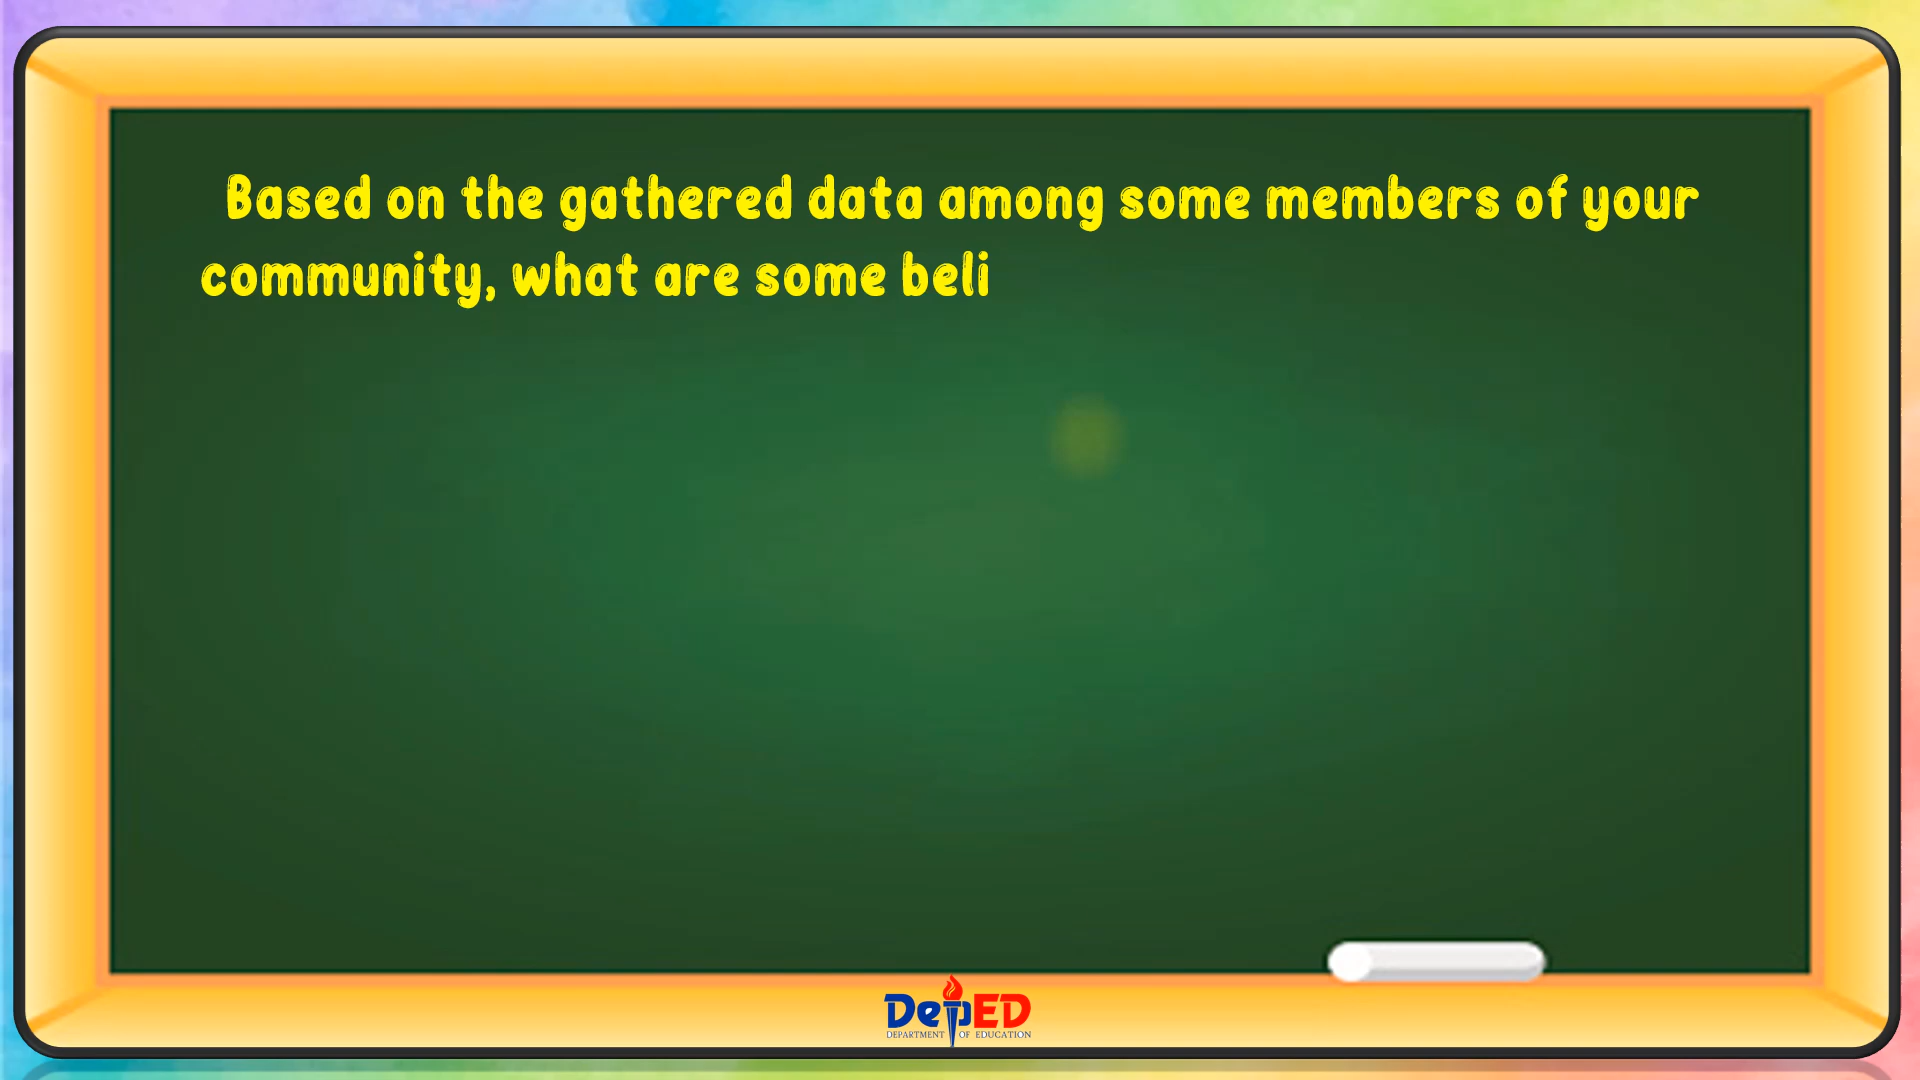 Based on the gathered data among some members of your
community, what are some beli
DepED
DEPARTMENT OF EDUCATION